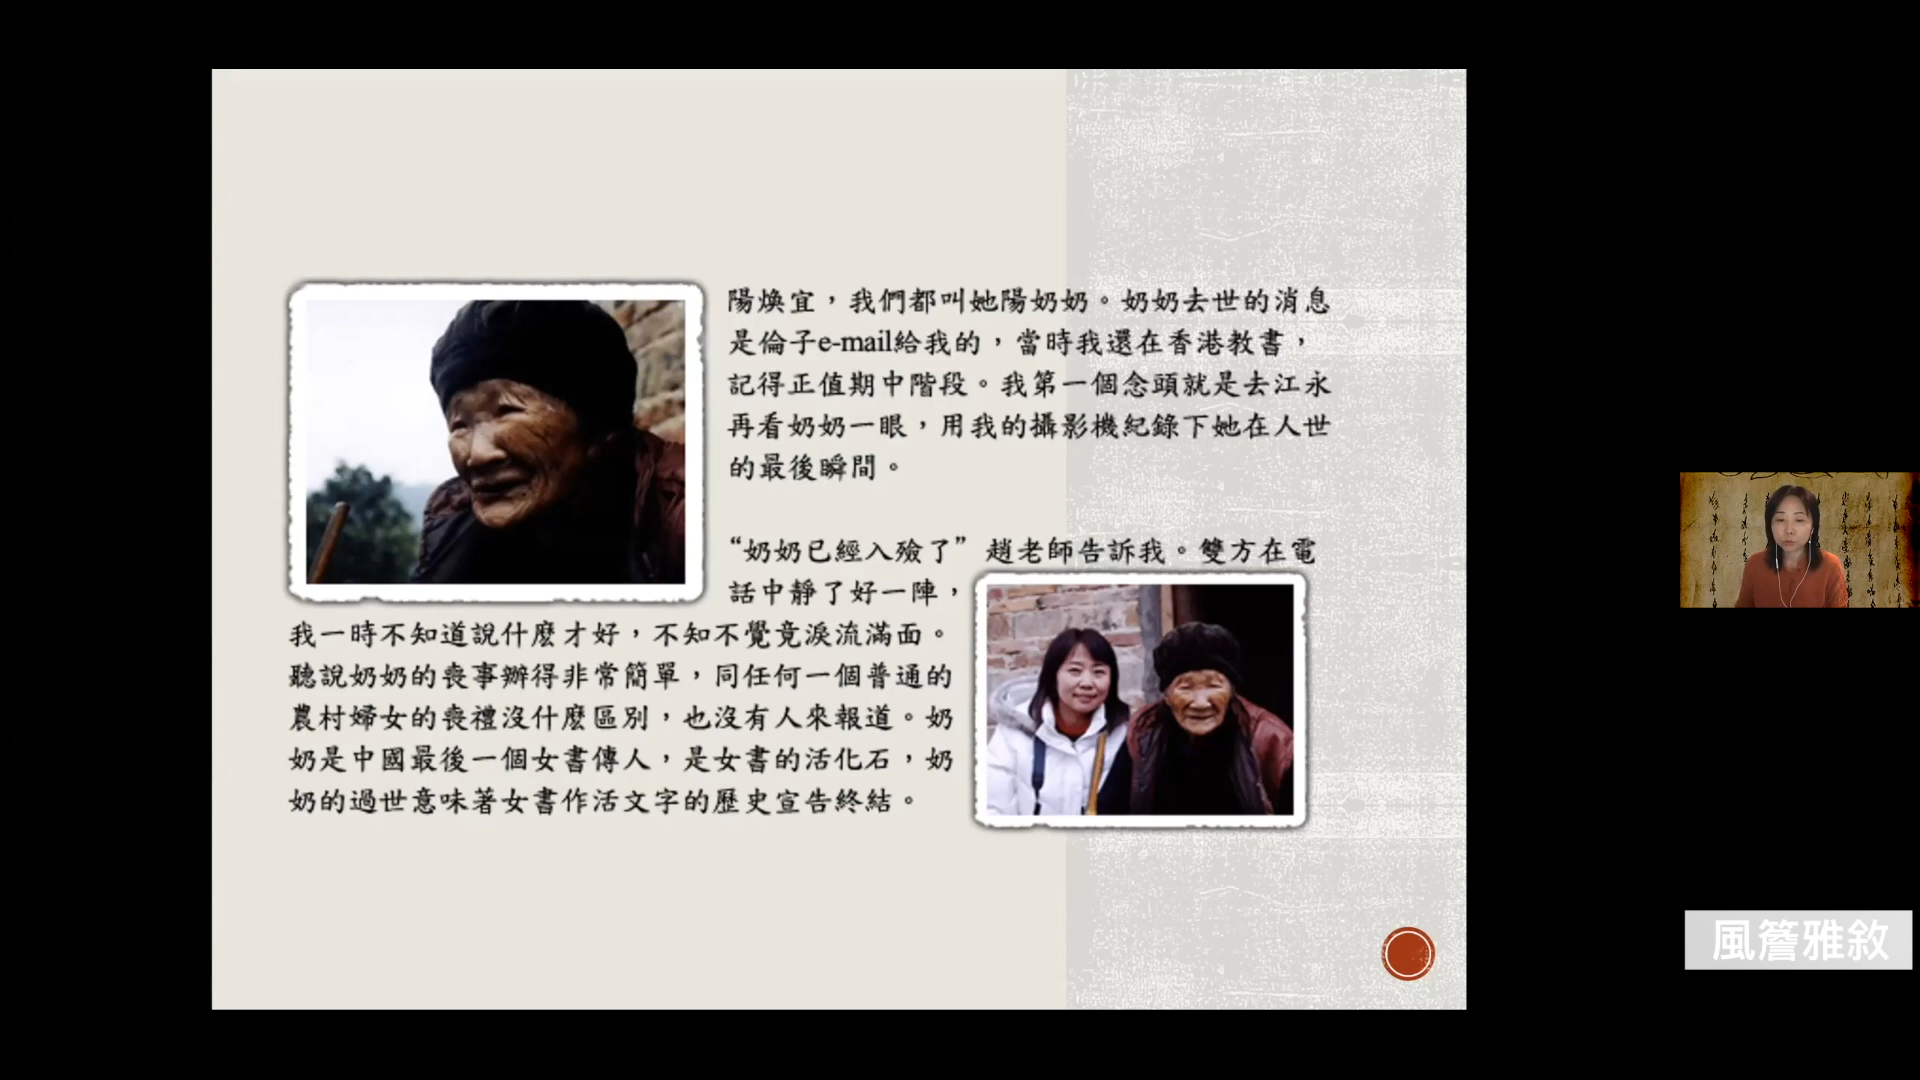 陽煥宜，我們都叫她陽奶奶。奶奶去世的消息
是倫子e-mail給我的，當時我還在香港教書，
記得正值期中階段。我第一個念頭就是去江永
再看奶奶一眼，用我的攝影機紀錄下她在人世
的最後瞬間。
“奶奶已經入殮了”趙老師告訴我。雙方在電
話中靜了好一陣，
我一時不知道說什麼才好，不知不覺竟淚流滿面。
聽說奶奶的喪事辦得非常簡單，同任何一個普通的
農村婦女的喪禮沒什麼區別，也沒有人來報道。奶
奶是中國最後一個女書傳人，是女書的活化石，奶
奶的過世意味著女書作活文字的歷史宣告終結。
風簷雅敘